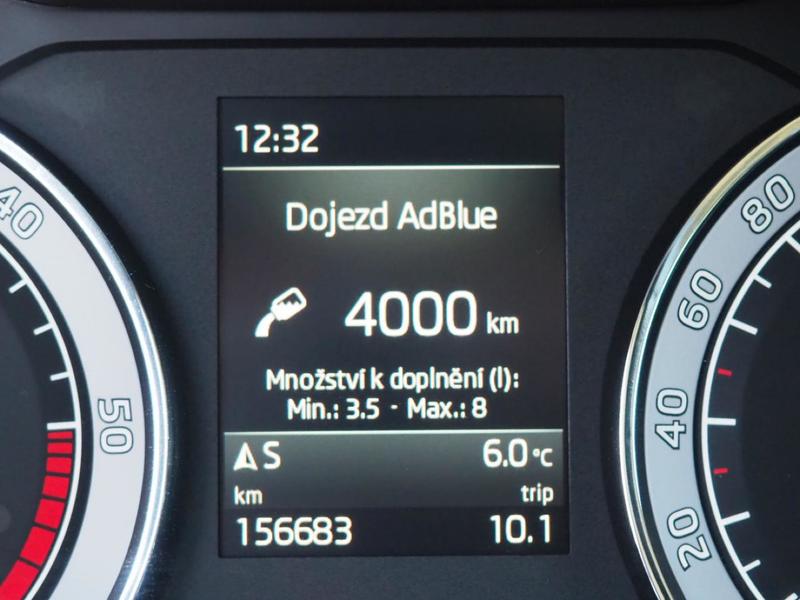 12:32
Dojezd AdBlue
4000 km
Množství k doplnění (l):
Min.: 3.5 - Max.: 8
S 6.0 °C
km trip
156683 10.1
40
50
80
60
40
20